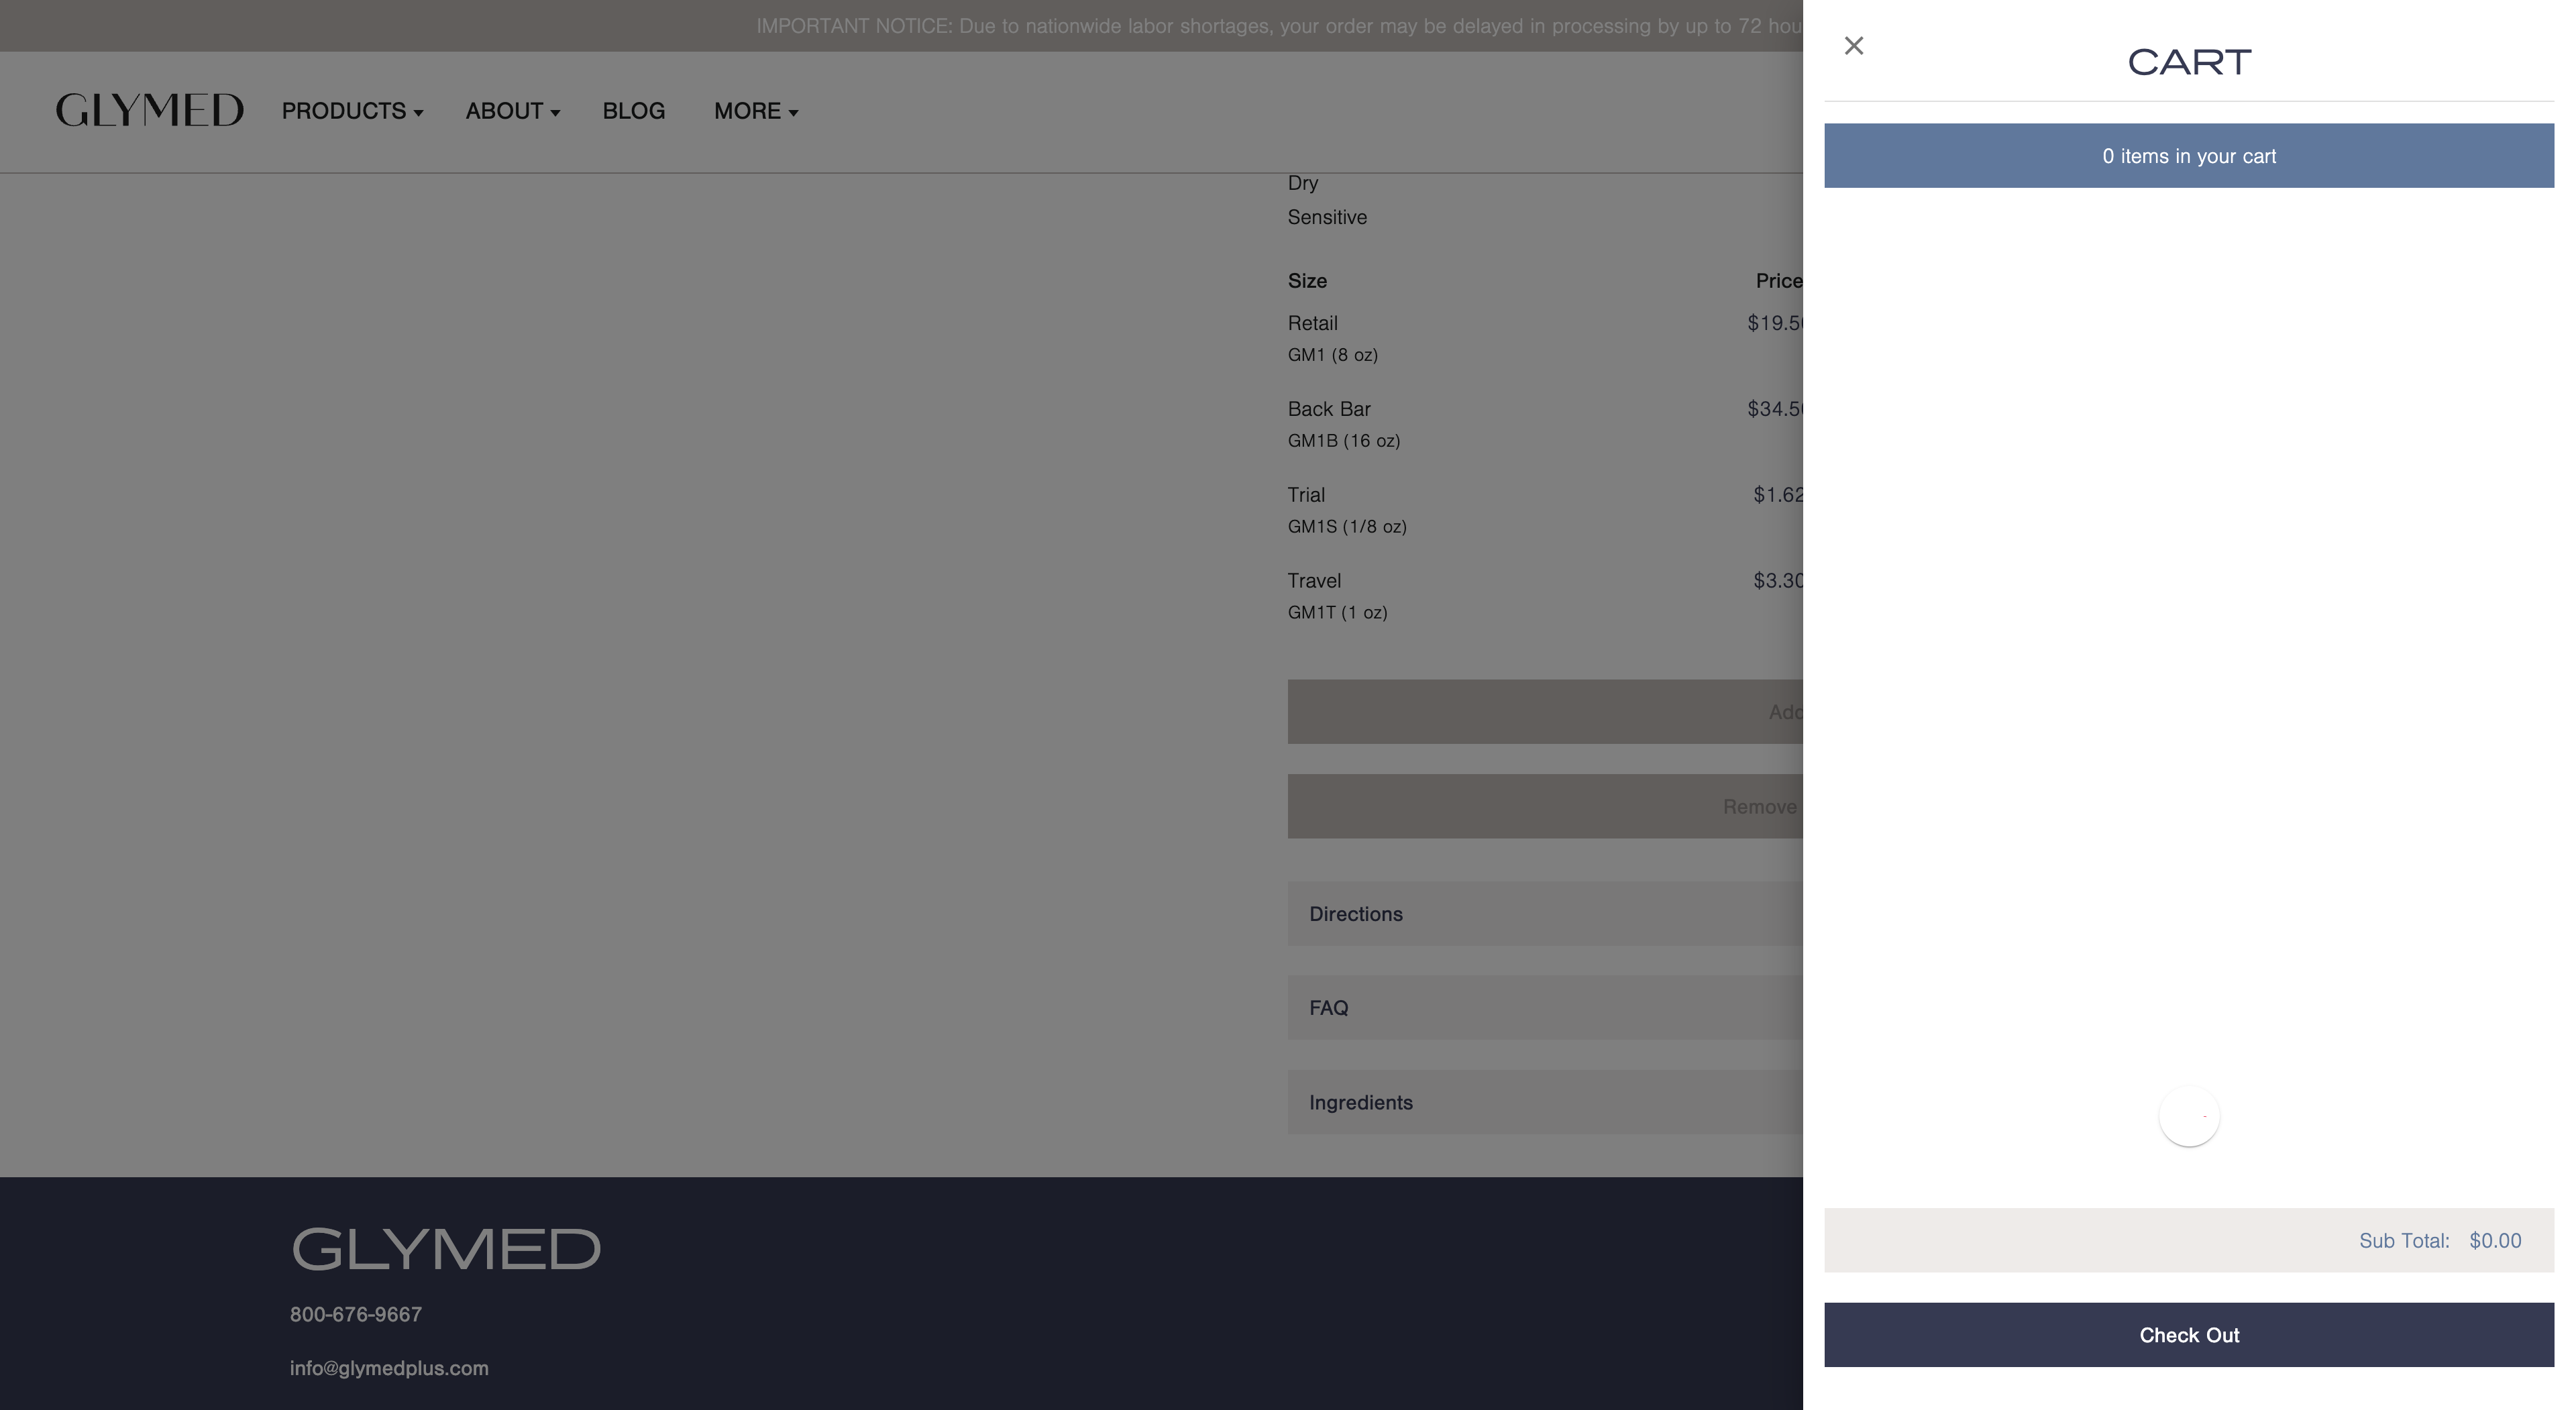 IMPORTANT NOTICE: Due to nationwide labor shortages, your order may be delayed in processing by up to 72
GLYMED
PRODUCTS
ABOUT
BLOG
MORE
Dry
Sensitive
Size Price
Retail $19.5
GM1 (8 oz)
Back Bar $34.5
GM1B (16 oz)
Trial $1.62
GM1S (1/8 oz)
Travel $3.30
GM1T (1 oz)
Add
Remove
Directions
FAQ
Ingredients
GLYMED
800-676-9667
info@glymedplus.com
CART
0 items in your cart
Sub Total: $0.00
Check Out